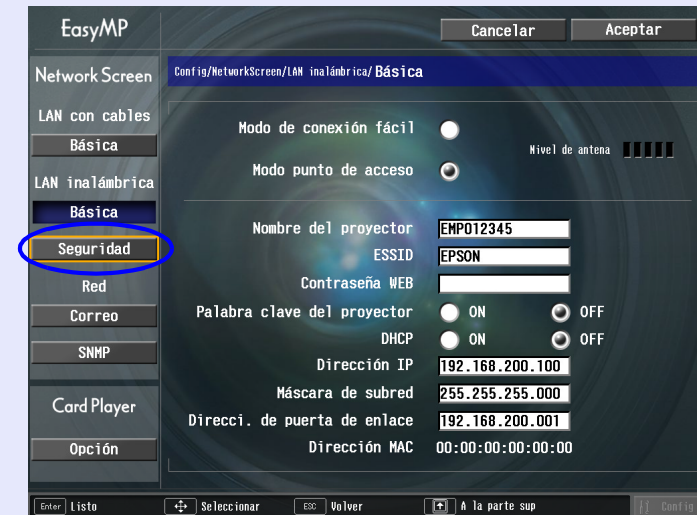 EasyMP
Cancelar
Aceptar
Network Screen
LAN con cables
Básica
LAN inalámbrica
Básica
Seguridad
Red
Correo
SNMP
Card Player
Opción
Config/NetworkScreen/LAN inalánbrica/Básica
Modo de conexión fácil
Nivel de antena
Modo punto de acceso
Nombre del proyector EMP012345
ESSID EPSON
Contraseña WEB
Palabra clave del proyector ON OFF
DHCP ON OFF
Dirección IP 192.168.200.100
Máscara de subred 255.255.255.000
Direcci. de puerta de enlace 192.168.200.001
Dirección MAC 00:00:00:00:00:00
Enter Listo
Seleccionar
ESC Volver
A la parte sup
Config